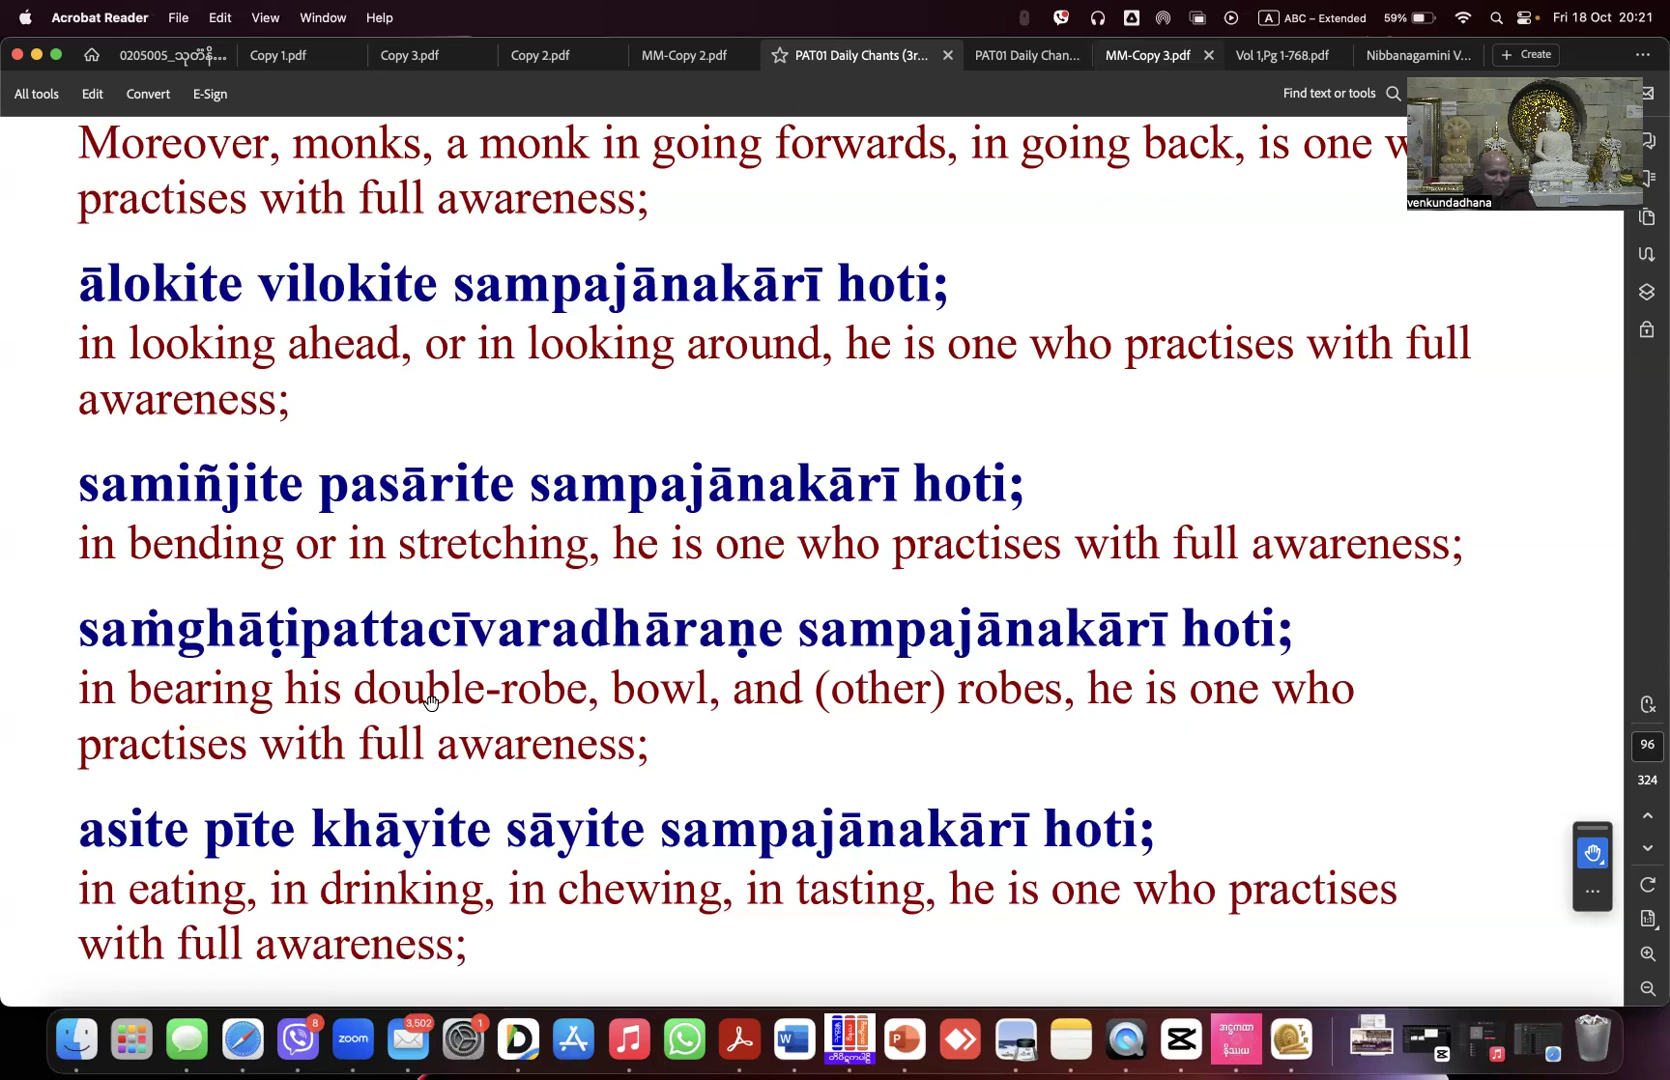 Acrobat Reader File Edit View Window Help
A ABC – Extended 59% Fri 18 Oct 20:21
Copy 1.pdf Copy 3.pdf Copy 2.pdf MM-Copy 2.pdf PAT01 Daily Chants (3r... PAT01 Daily Chan... MM-Copy 3.pdf Vol 1,Pg 1-768.pdf Nibbanagamini V... + Create
All tools Edit Convert E-Sign Find text or tools
Moreover, monks, a monk in going forwards, in going back, is one w
practises with full awareness;
venkundadhana
ālokite vilokite sampajānakārī hoti;
in looking ahead, or in looking around, he is one who practises with full
awareness;
samiñjite pasārite sampajānakārī hoti;
in bending or in stretching, he is one who practises with full awareness;
saṁghāṭipattacīvaradhāraṇe sampajānakārī hoti;
in bearing his double-robe, bowl, and (other) robes, he is one who
practises with full awareness;
asite pīte khāyite sāyite sampajānakārī hoti;
in eating, in drinking, in chewing, in tasting, he is one who practises
with full awareness;
96
324
8 zoom 3,502 1